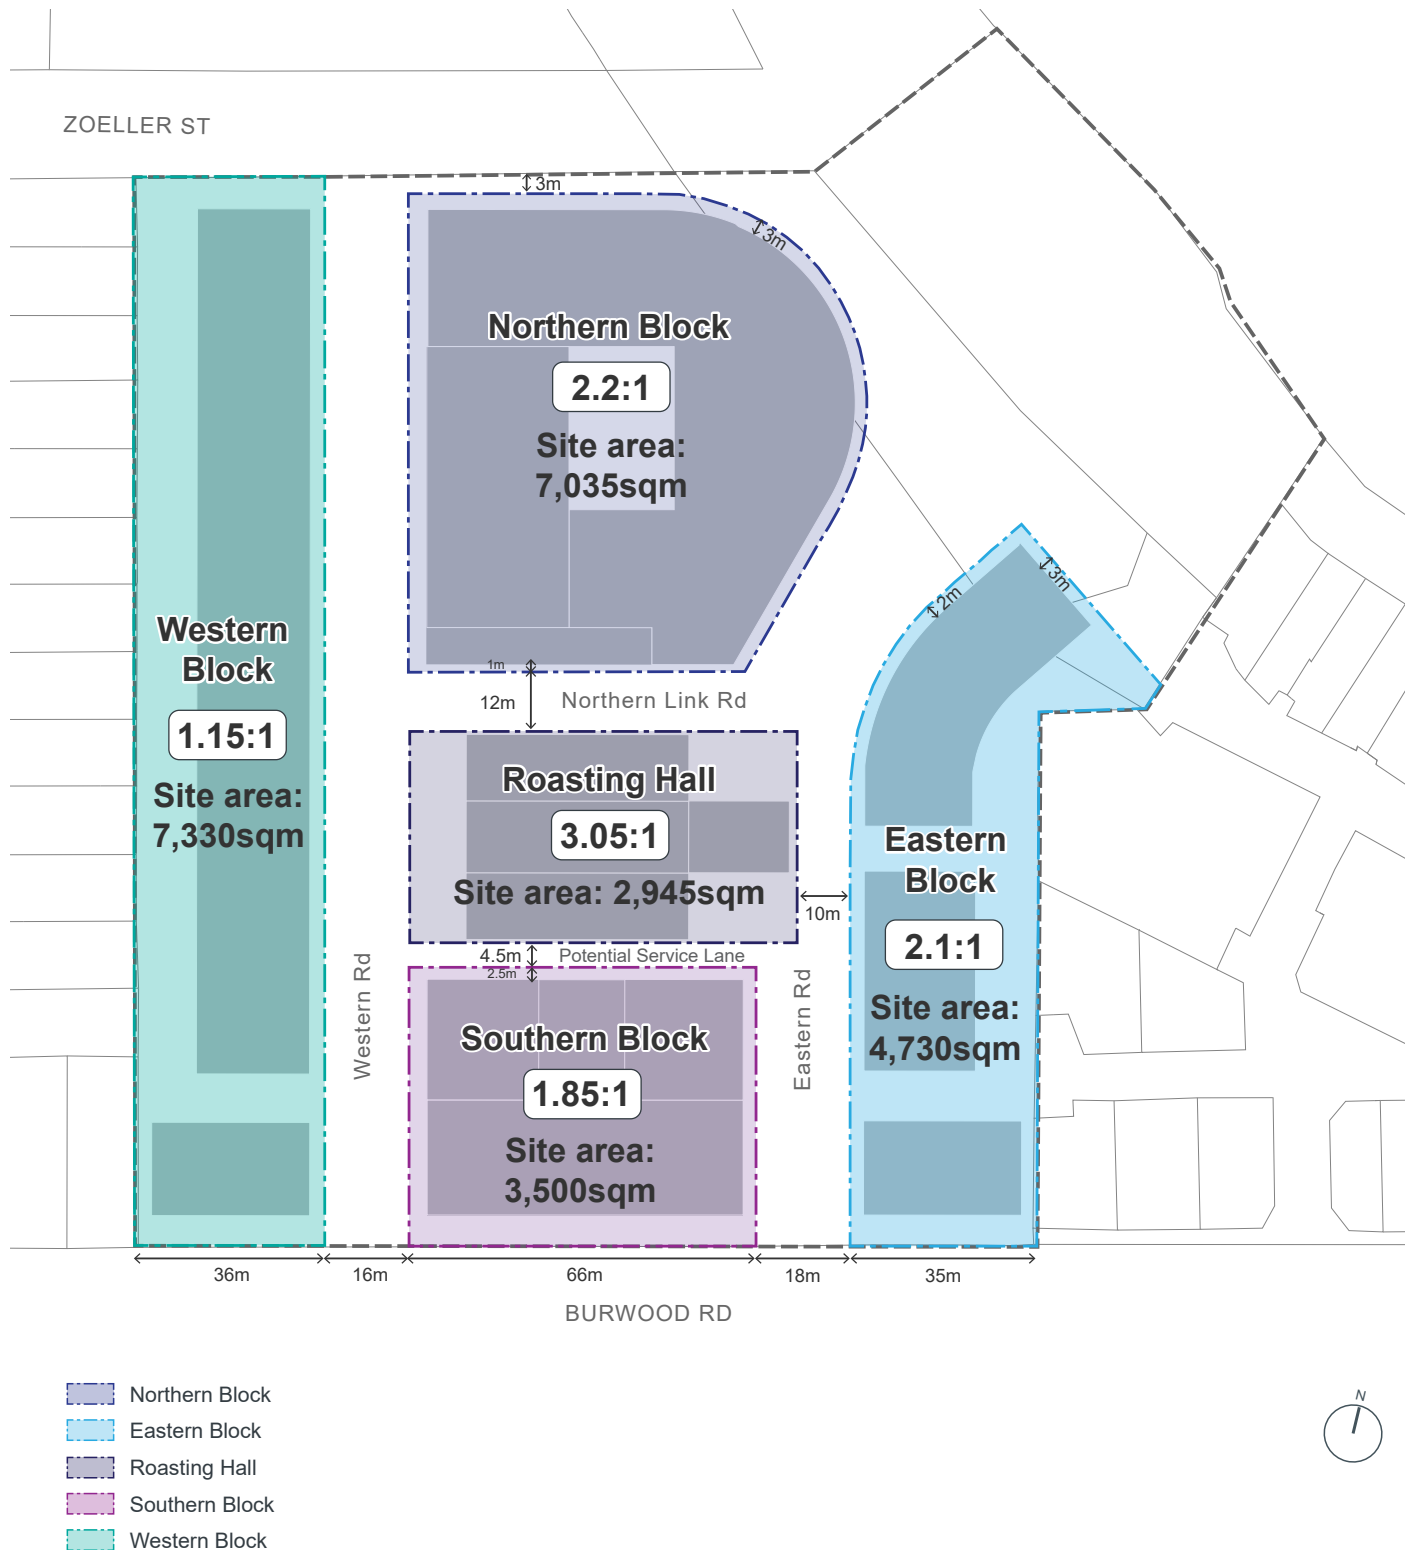 ZOELLER ST
3m
3m
Northern Block
2.2:1
Site area:
7,035sqm
Western
Block
1.15:1
Site area:
7,330sqm
3m
2m
1m
12m
Northern Link Rd
Roasting Hall
3.05:1
Site area: 2,945sqm
Eastern
Block
2.1:1
Site area:
4,730sqm
10m
4.5m
Potential Service Lane
2.5m
Western Rd
Eastern Rd
Southern Block
1.85:1
Site area:
3,500sqm
36m
16m
66m
18m
35m
BURWOOD RD
Northern Block
Eastern Block
Roasting Hall
Southern Block
Western Block
N